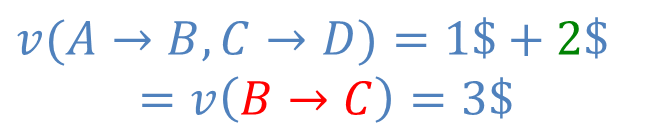 v(A → B, C → D) = 1$ + 2$
= v(B → C) = 3$